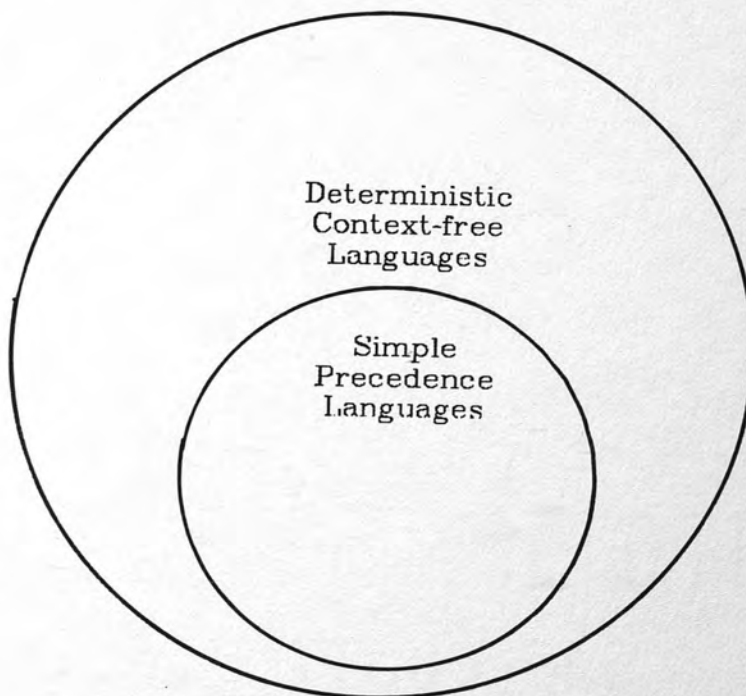 Deterministic
Context-free
Languages
Simple
Precedence
Languages